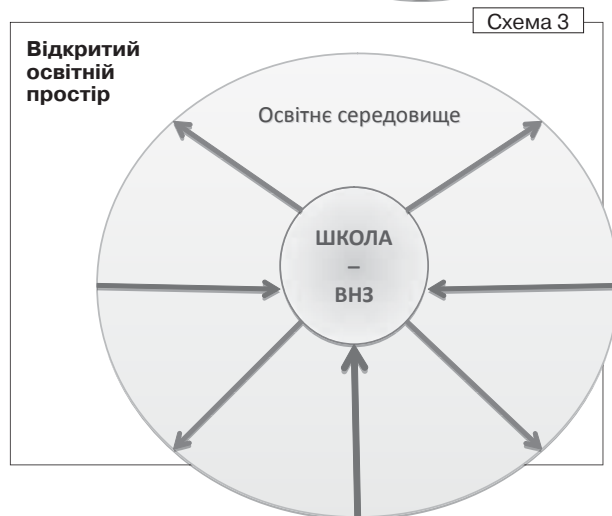 Схема 3
Відкритий
освітній
простір
Освітнє середовище
ШКОЛА
–
ВНЗ